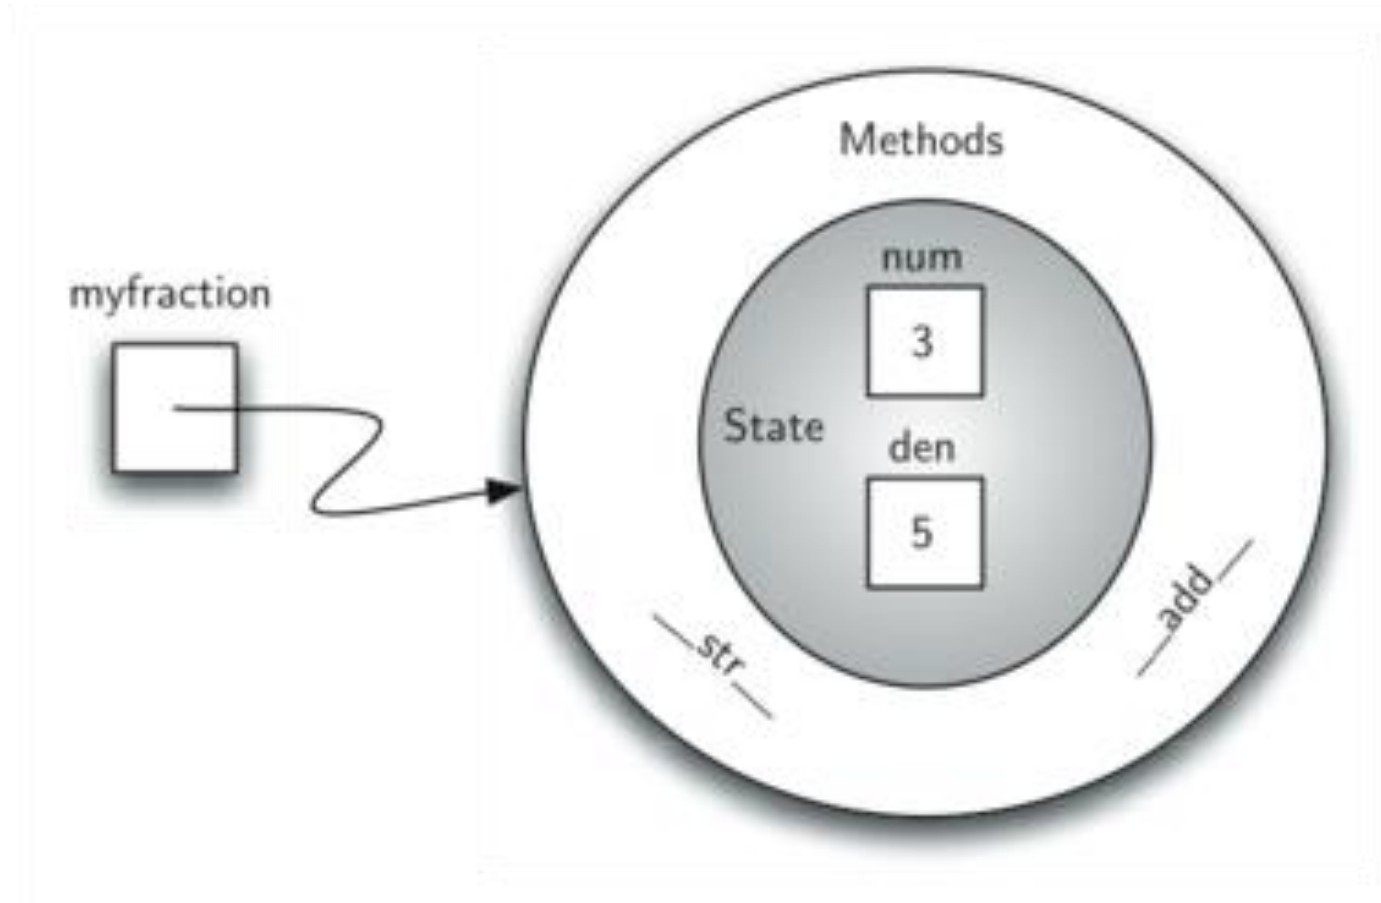 Methods
num
myfraction
3
State
den
5
__str__
__add__